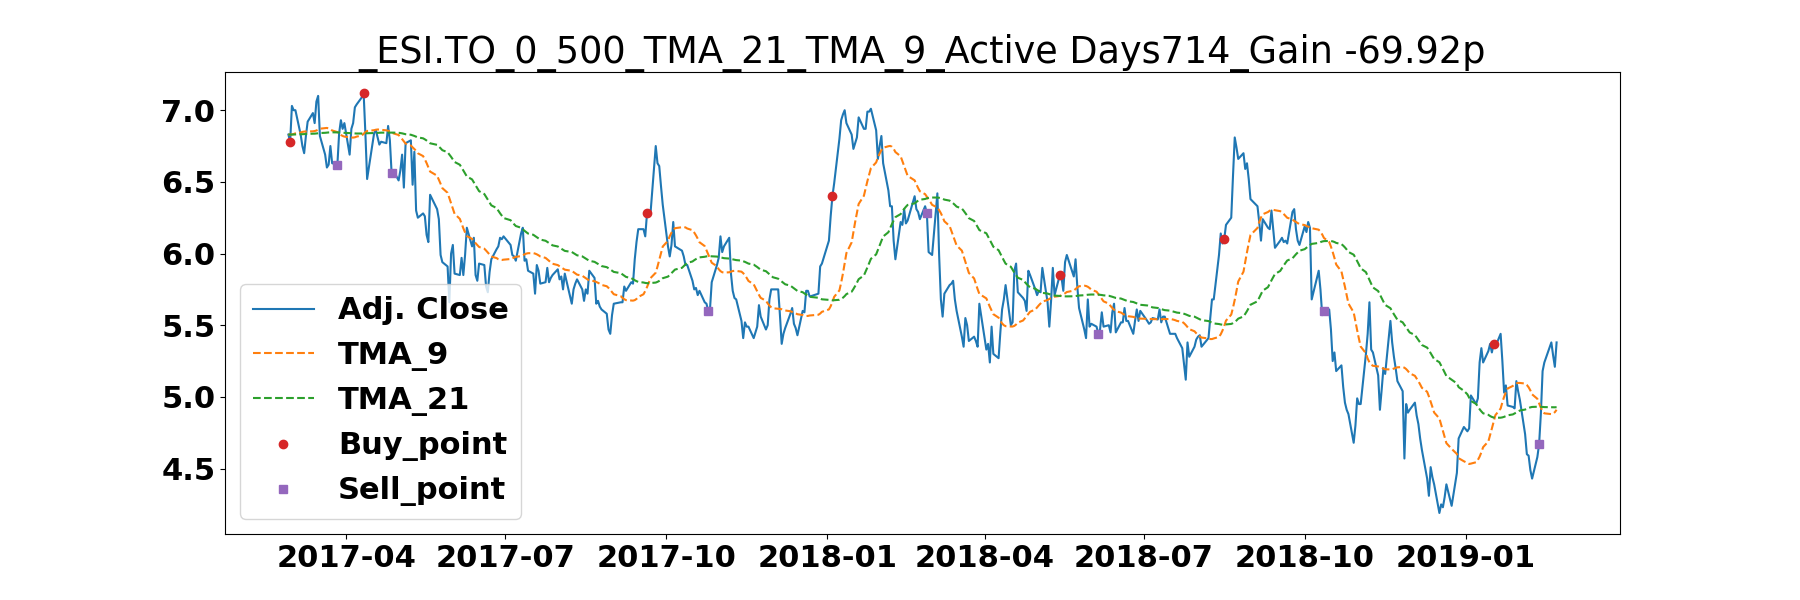 _ESI.TO_0_500_TMA_21_TMA_9_Active Days714_Gain -69.92p
7.0
6.5
6.0
5.5
5.0
4.5
Adj. Close
TMA_9
TMA_21
Buy_point
Sell_point
2017-04 2017-07 2017-10 2018-01 2018-04 2018-07 2018-10 2019-01